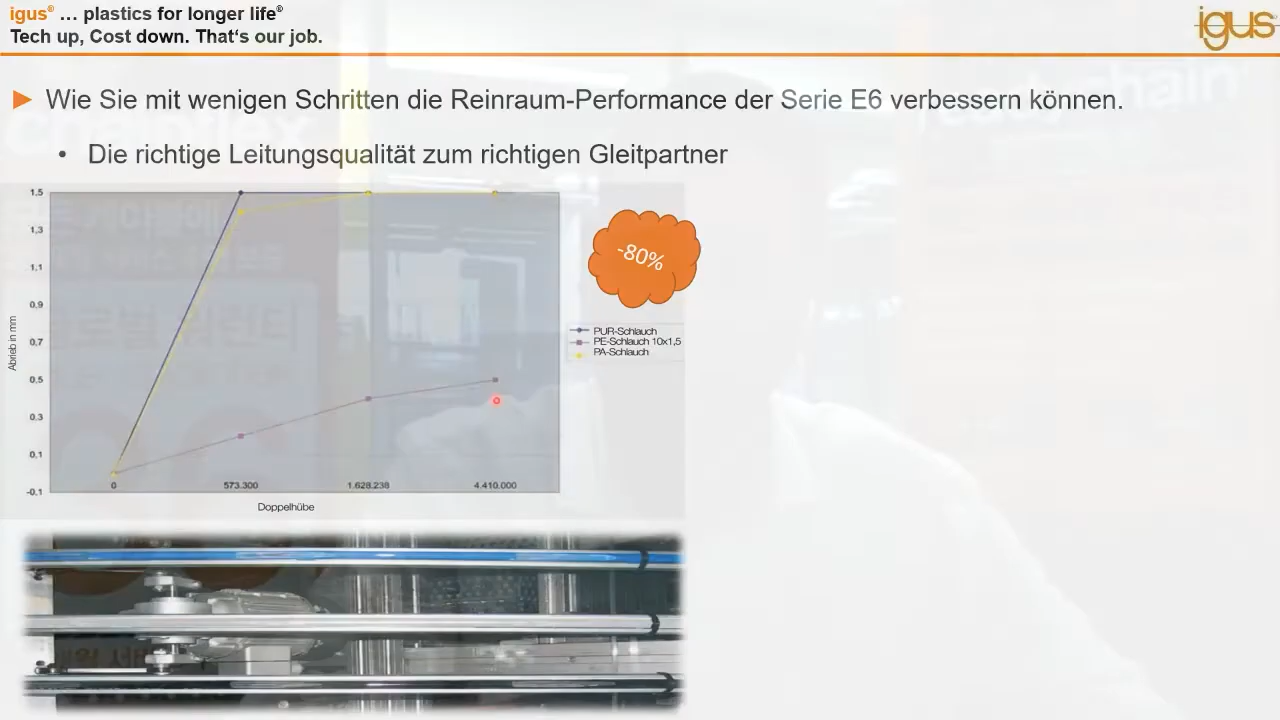 igus® … plastics for longer life®
Tech up, Cost down. That's our job.
igus
► Wie Sie mit wenigen Schritten die Reinraum-Performance der Serie E6 verbessern können.
readychain
chainflex
• Die richtige Leitungsqualität zum richtigen Gleitpartner
1,5
1,3
1,1
0,9
0,7
0,5
0,3
0,1
-0,1
Abrieb in mm
0 573.300 1.628.238 4.410.000
Doppelhübe
-80%
PUR-Schlauch
PE-Schlauch 10x1,5
PA-Schlauch